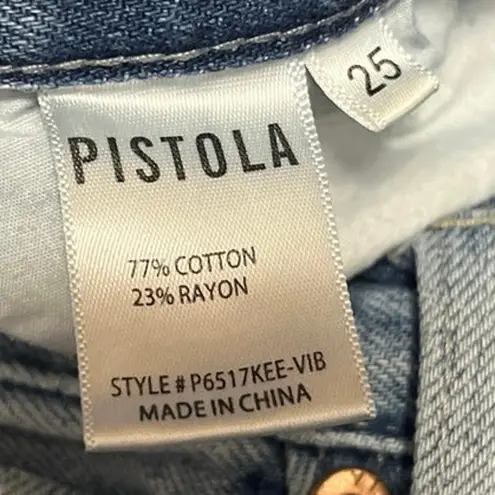 PISTOLA
25
77% COTTON
23% RAYON
STYLE # P6517KEE-VIB
MADE IN CHINA